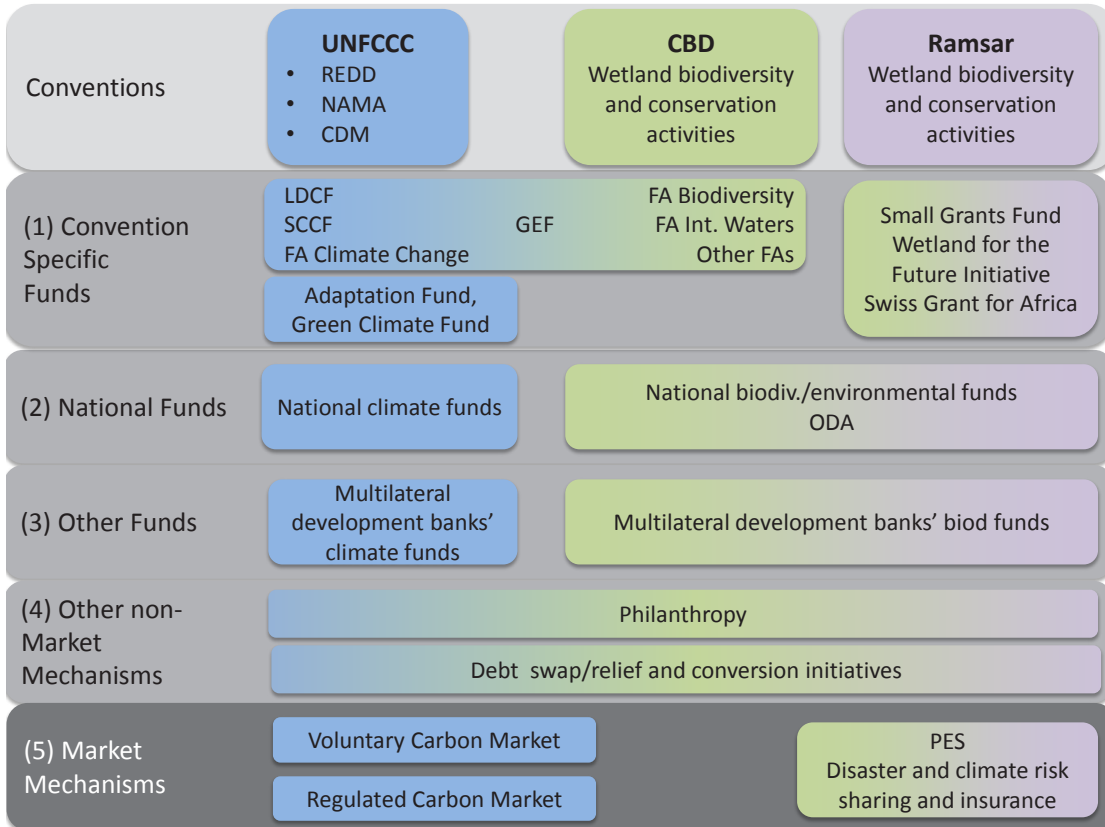 Conventions
UNFCCC
• REDD
• NAMA
• CDM
CBD
Wetland biodiversity
and conservation
activities
Ramsar
Wetland biodiversity
and conservation
activities
(1) Convention
Specific
Funds
LDCF
SCCF
FA Climate Change
GEF
FA Biodiversity
FA Int. Waters
Other FAs
Adaptation Fund,
Green Climate Fund
Small Grants Fund
Wetland for the
Future Initiative
Swiss Grant for Africa
(2) National Funds
National climate funds
National biodiv./environmental funds
ODA
(3) Other Funds
Multilateral
development banks’
climate funds
Multilateral development banks’ biod funds
(4) Other non-
Market
Mechanisms
Philanthropy
Debt swap/relief and conversion initiatives
(5) Market
Mechanisms
Voluntary Carbon Market
Regulated Carbon Market
PES
Disaster and climate risk
sharing and insurance